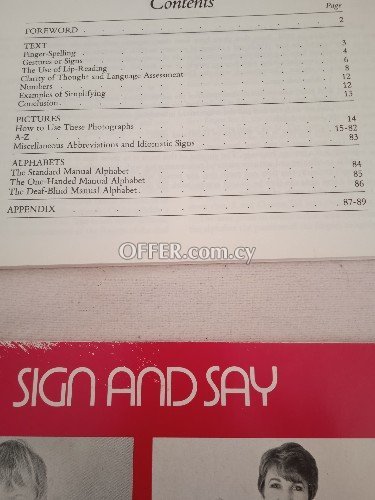 Contents
Page
FOREWORD 2
TEXT
Finger-Spelling 3
Gestures or Signs 4
The Use of Lip-Reading 6
Clarity of Thought and Language Assessment 8
Numbers 12
Examples of Simplifying 12
Conclusion 13
PICTURES
How to Use These Photographs 14
A-Z 15-82
Miscellaneous Abbreviations and Idiomatic Signs 83
ALPHABETS
The Standard Manual Alphabet 84
The One-Handed Manual Alphabet 85
The Deaf-Blind Manual Alphabet 86
APPENDIX 87-89
OFFER.com.cy
SIGN AND SAY